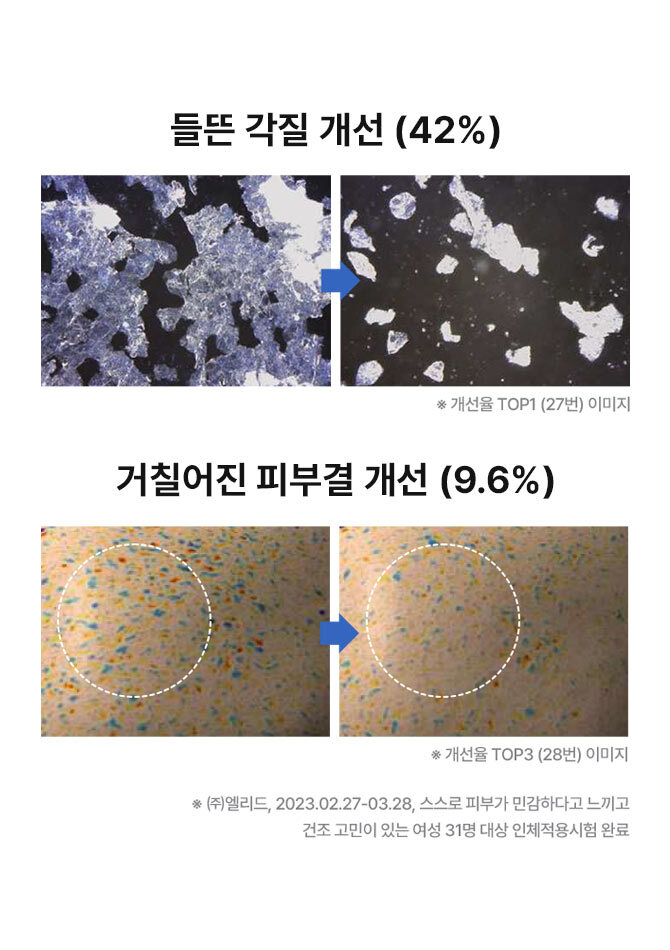 들뜬 각질 개선 (42%)
※ 개선율 TOP1 (27번) 이미지
거칠어진 피부결 개선 (9.6%)
※ 개선율 TOP3 (28번) 이미지
※ ㈜엘리드, 2023.02.27-03.28, 스스로 피부가 민감하다고 느끼고
건조 고민이 있는 여성 31명 대상 인체적용시험 완료